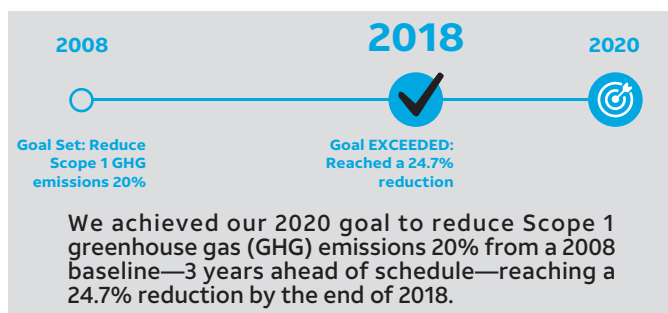 2008
2018
2020
Goal Set: Reduce
Scope 1 GHG
emissions 20%
Goal EXCEEDED:
Reached a 24.7%
reduction
We achieved our 2020 goal to reduce Scope 1
greenhouse gas (GHG) emissions 20% from a 2008
baseline—3 years ahead of schedule—reaching a
24.7% reduction by the end of 2018.